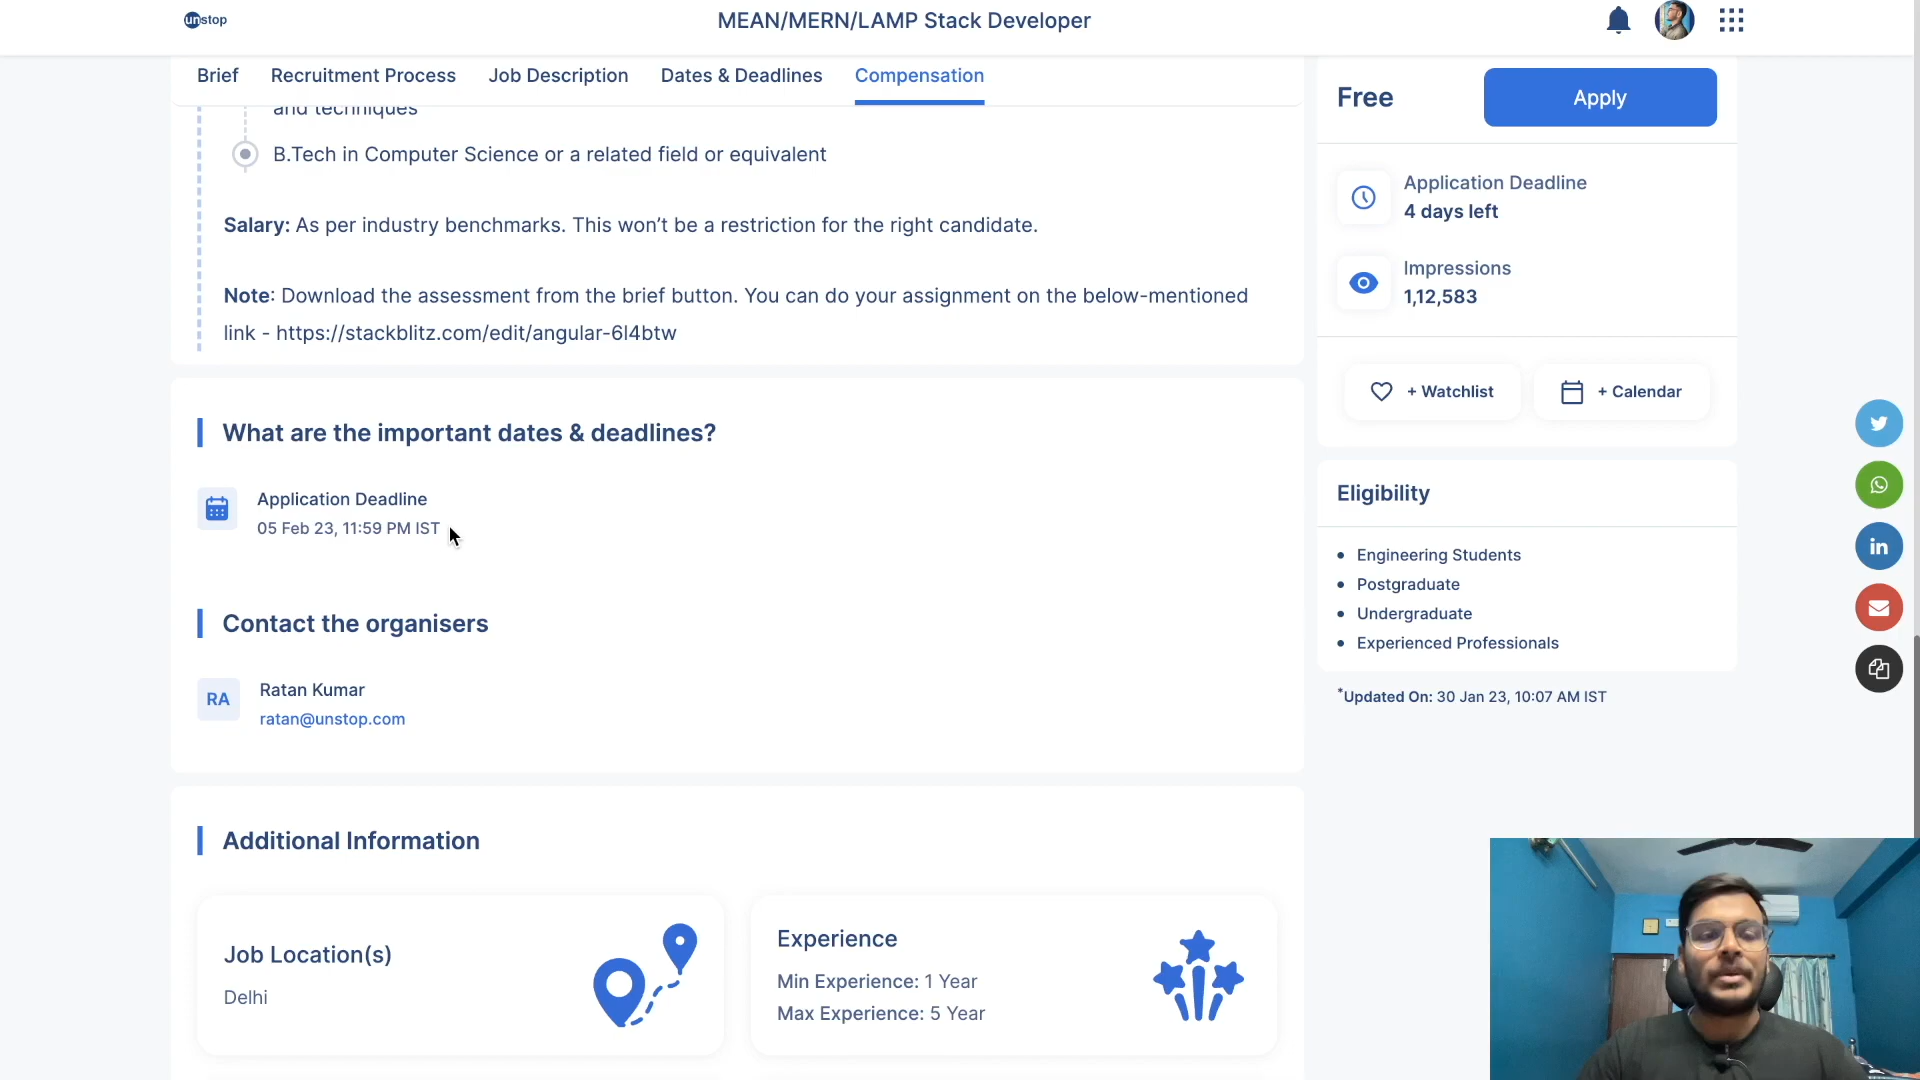 unstop
MEAN/MERN/LAMP Stack Developer
Brief
Recruitment Process
Job Description
Dates & Deadlines
Compensation
and techniques
B.Tech in Computer Science or a related field or equivalent
Salary: As per industry benchmarks. This won’t be a restriction for the right candidate.
Note: Download the assessment from the brief button. You can do your assignment on the below-mentioned
link - https://stackblitz.com/edit/angular-6l4btw
What are the important dates & deadlines?
Application Deadline
05 Feb 23, 11:59 PM IST
Contact the organisers
RA
Ratan Kumar
ratan@unstop.com
Additional Information
Job Location(s)
Delhi
Experience
Min Experience: 1 Year
Max Experience: 5 Year
Free
Apply
Application Deadline
4 days left
Impressions
1,12,583
+ Watchlist
+ Calendar
Eligibility
Engineering Students
Postgraduate
Undergraduate
Experienced Professionals
*Updated On: 30 Jan 23, 10:07 AM IST
in